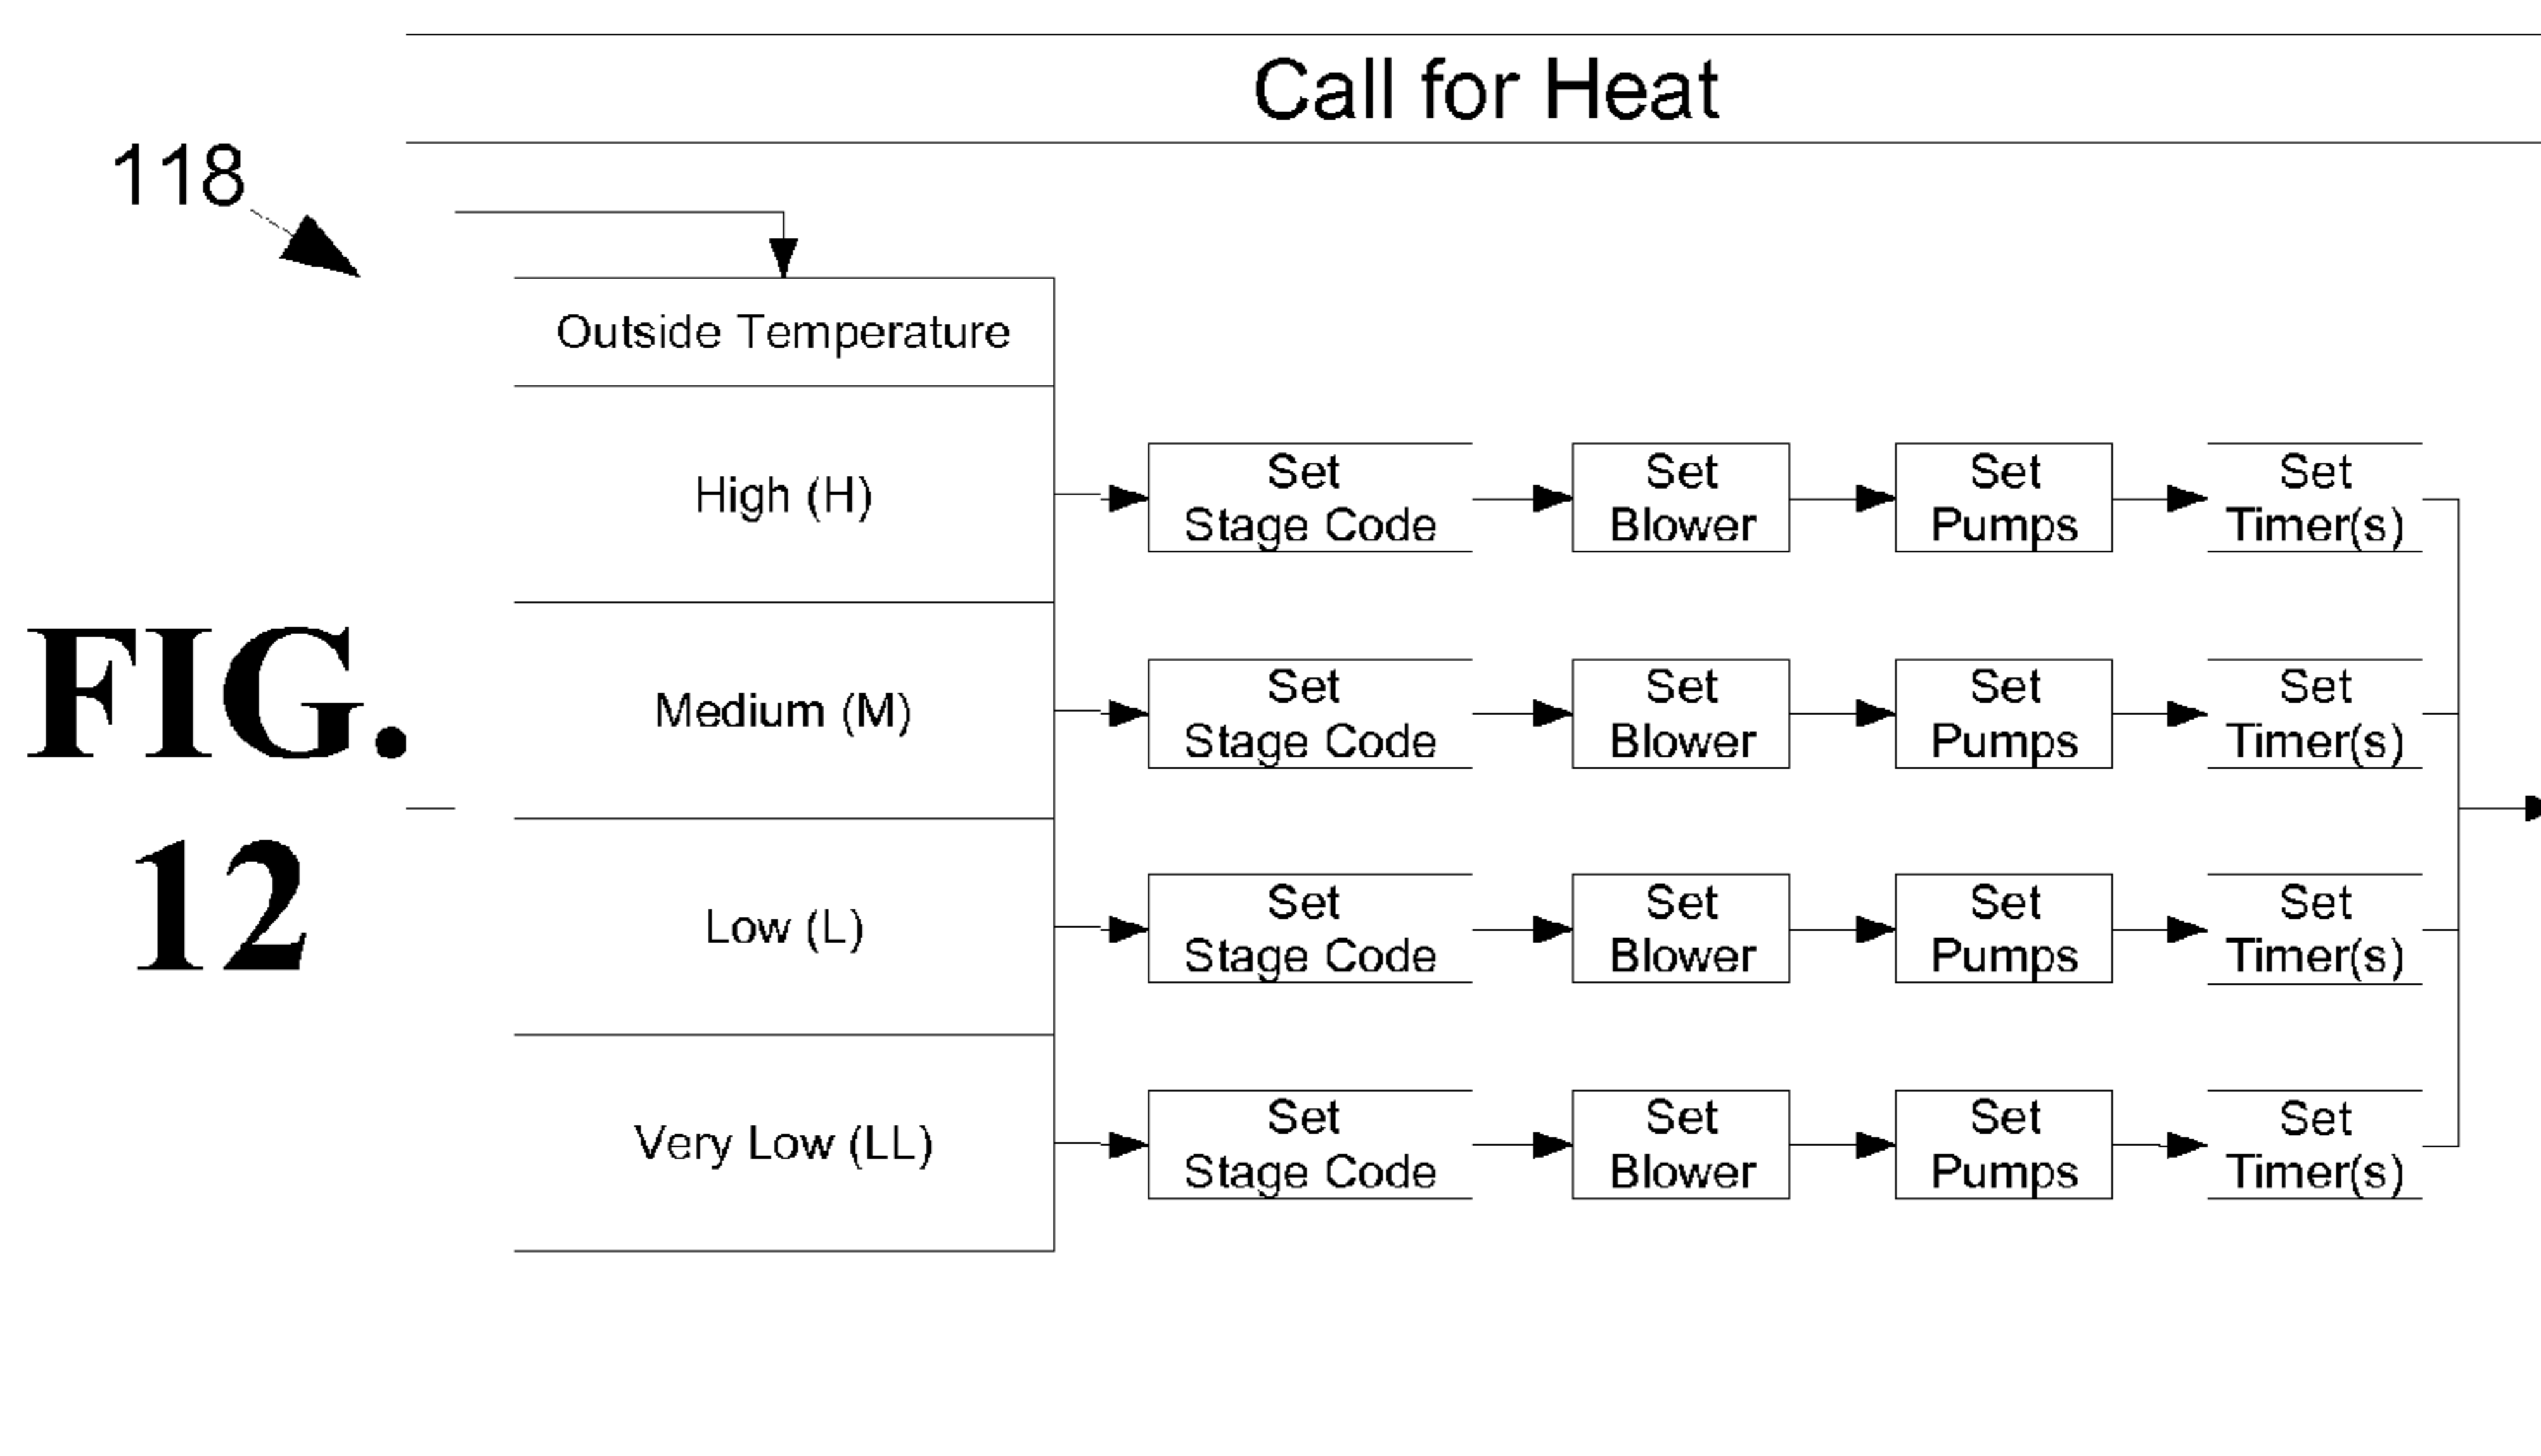 Call for Heat
118
Outside Temperature
High (H)
Set
Stage Code
Set
Blower
Set
Pumps
Set
Timer(s)
Medium (M)
Set
Stage Code
Set
Blower
Set
Pumps
Set
Timer(s)
Low (L)
Set
Stage Code
Set
Blower
Set
Pumps
Set
Timer(s)
Very Low (LL)
Set
Stage Code
Set
Blower
Set
Pumps
Set
Timer(s)
FIG.
12